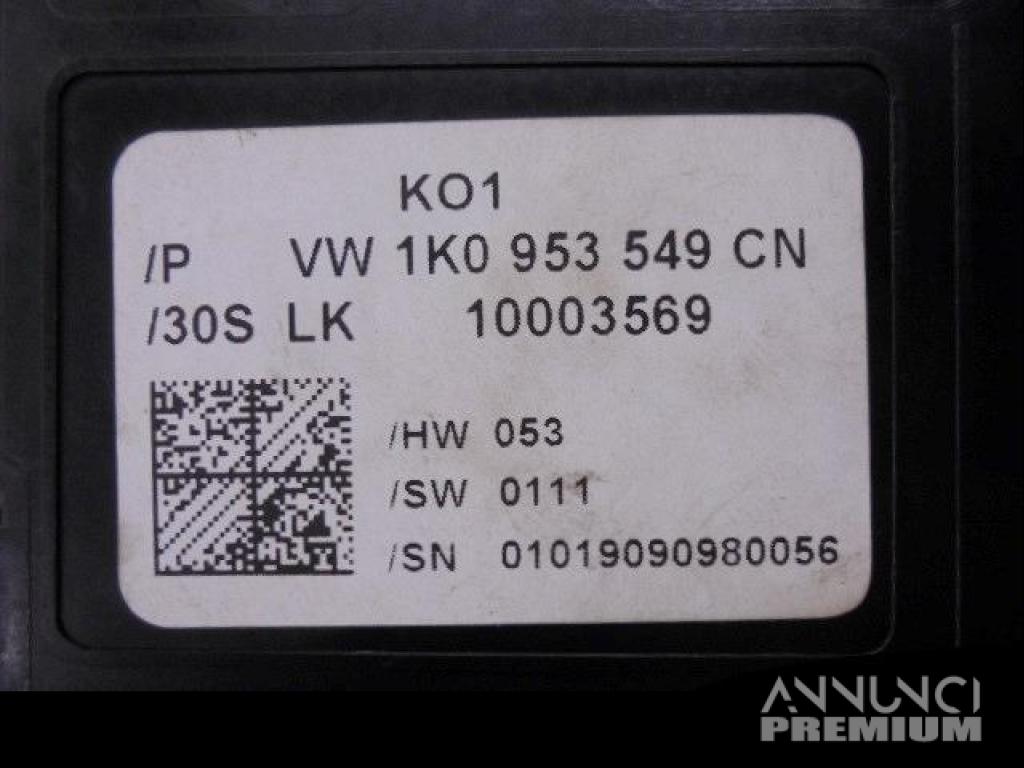 KO1
/P VW 1K0 953 549 CN
/30S LK 10003569
/HW 053
/SW 0111
/SN 01019090980056
ANNUNCI
PREMIUM